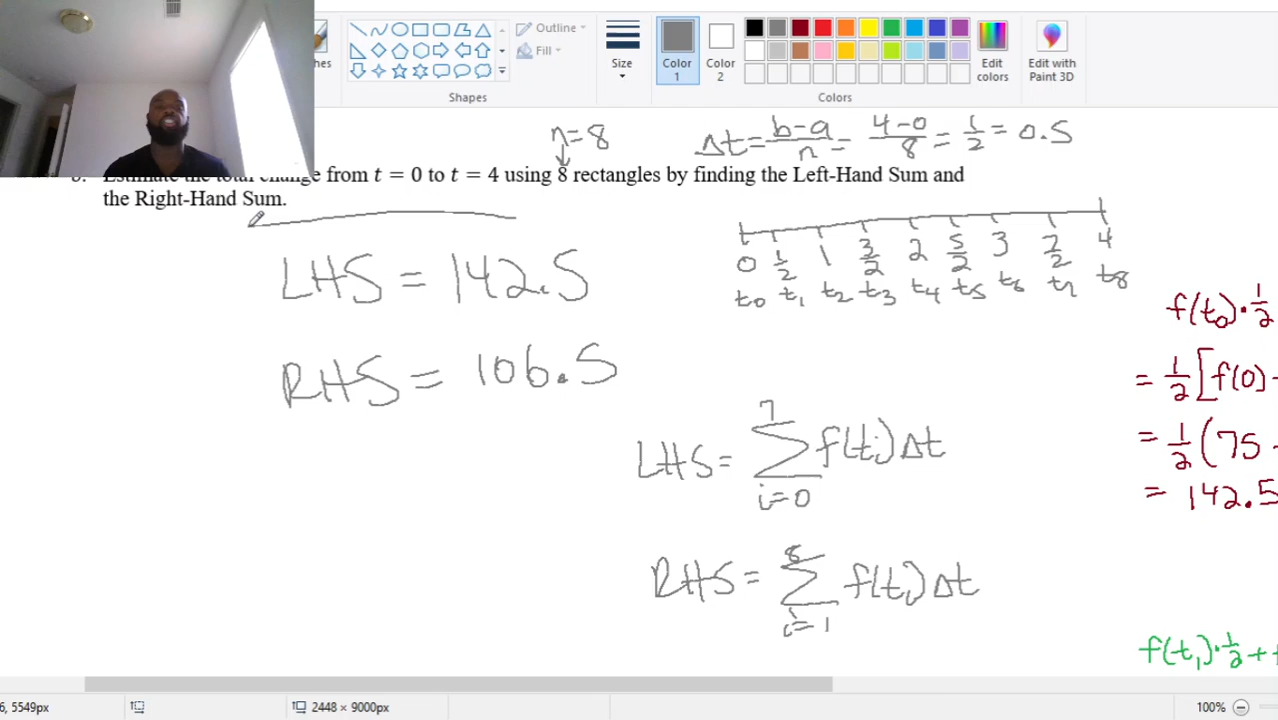 Outline
Fill
Shapes
Size
Color 1
Color 2
Edit colors
Edit with Paint 3D
Colors
n=8
Δt = b-a/n = 4-0/8 = 1/2 = 0.5
from t = 0 to t = 4 using 8 rectangles by finding the Left-Hand Sum and
the Right-Hand Sum.
0 1/2 1 3/2 2 5/2 3 7/2 4
t0 t1 t2 t3 t4 t5 t6 t7 t8
LHS = 142.5
RHS = 106.5
f(t0)·1/2
= 1/2[f(0)
= 1/2(75
= 142.5
7
LHS = Σ f(ti)Δt
i=0
8
RHS = Σ f(ti)Δt
i=1
f(t1)·1/2+
5549px
2448 × 9000px
100%